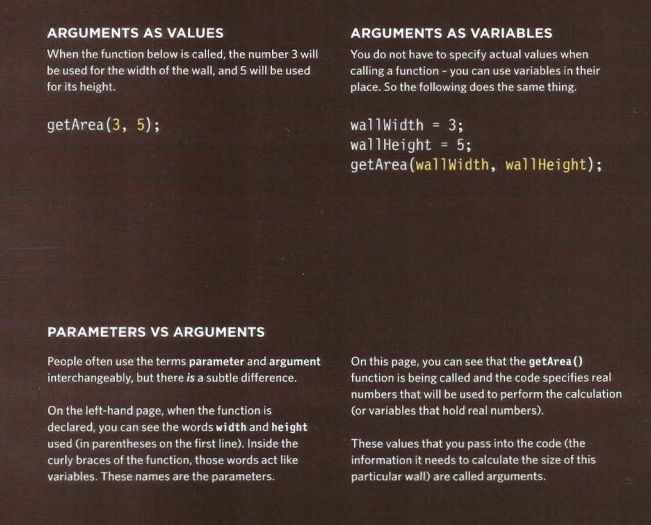 ARGUMENTS AS VALUES
When the function below is called, the number 3 will
be used for the width of the wall, and 5 will be used
for its height.
getArea(3, 5);
ARGUMENTS AS VARIABLES
You do not have to specify actual values when
calling a function – you can use variables in their
place. So the following does the same thing.
wallWidth = 3;
wallHeight = 5;
getArea(wallWidth, wallHeight);
PARAMETERS VS ARGUMENTS
People often use the terms parameter and argument
interchangeably, but there is a subtle difference.
On the left-hand page, when the function is
declared, you can see the words width and height
used (in parentheses on the first line). Inside the
curly braces of the function, those words act like
variables. These names are the parameters.
On this page, you can see that the getArea()
function is being called and the code specifies real
numbers that will be used to perform the calculation
(or variables that hold real numbers).
These values that you pass into the code (the
information it needs to calculate the size of this
particular wall) are called arguments.